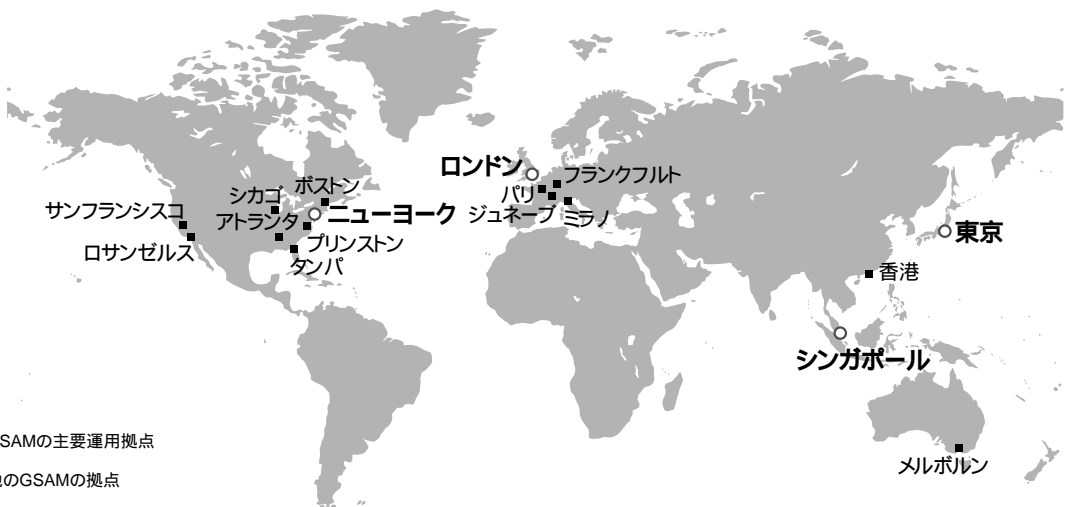 ロンドン
フランクフルト
パリ
ジュネーブ
ミラノ
シカゴ
ボストン
サンフランシスコ
アトランタ
ニューヨーク
ロサンゼルス
プリンストン
タンパ
東京
香港
シンガポール
メルボルン
SAMの主要運用拠点
のGSAMの拠点